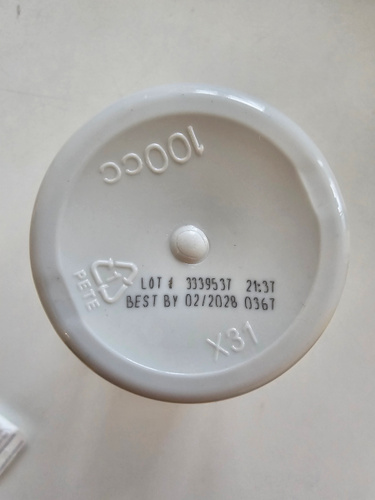 100cc
LOT # 3339537 21:37
BEST BY 02/2028 0367
PETE
X31